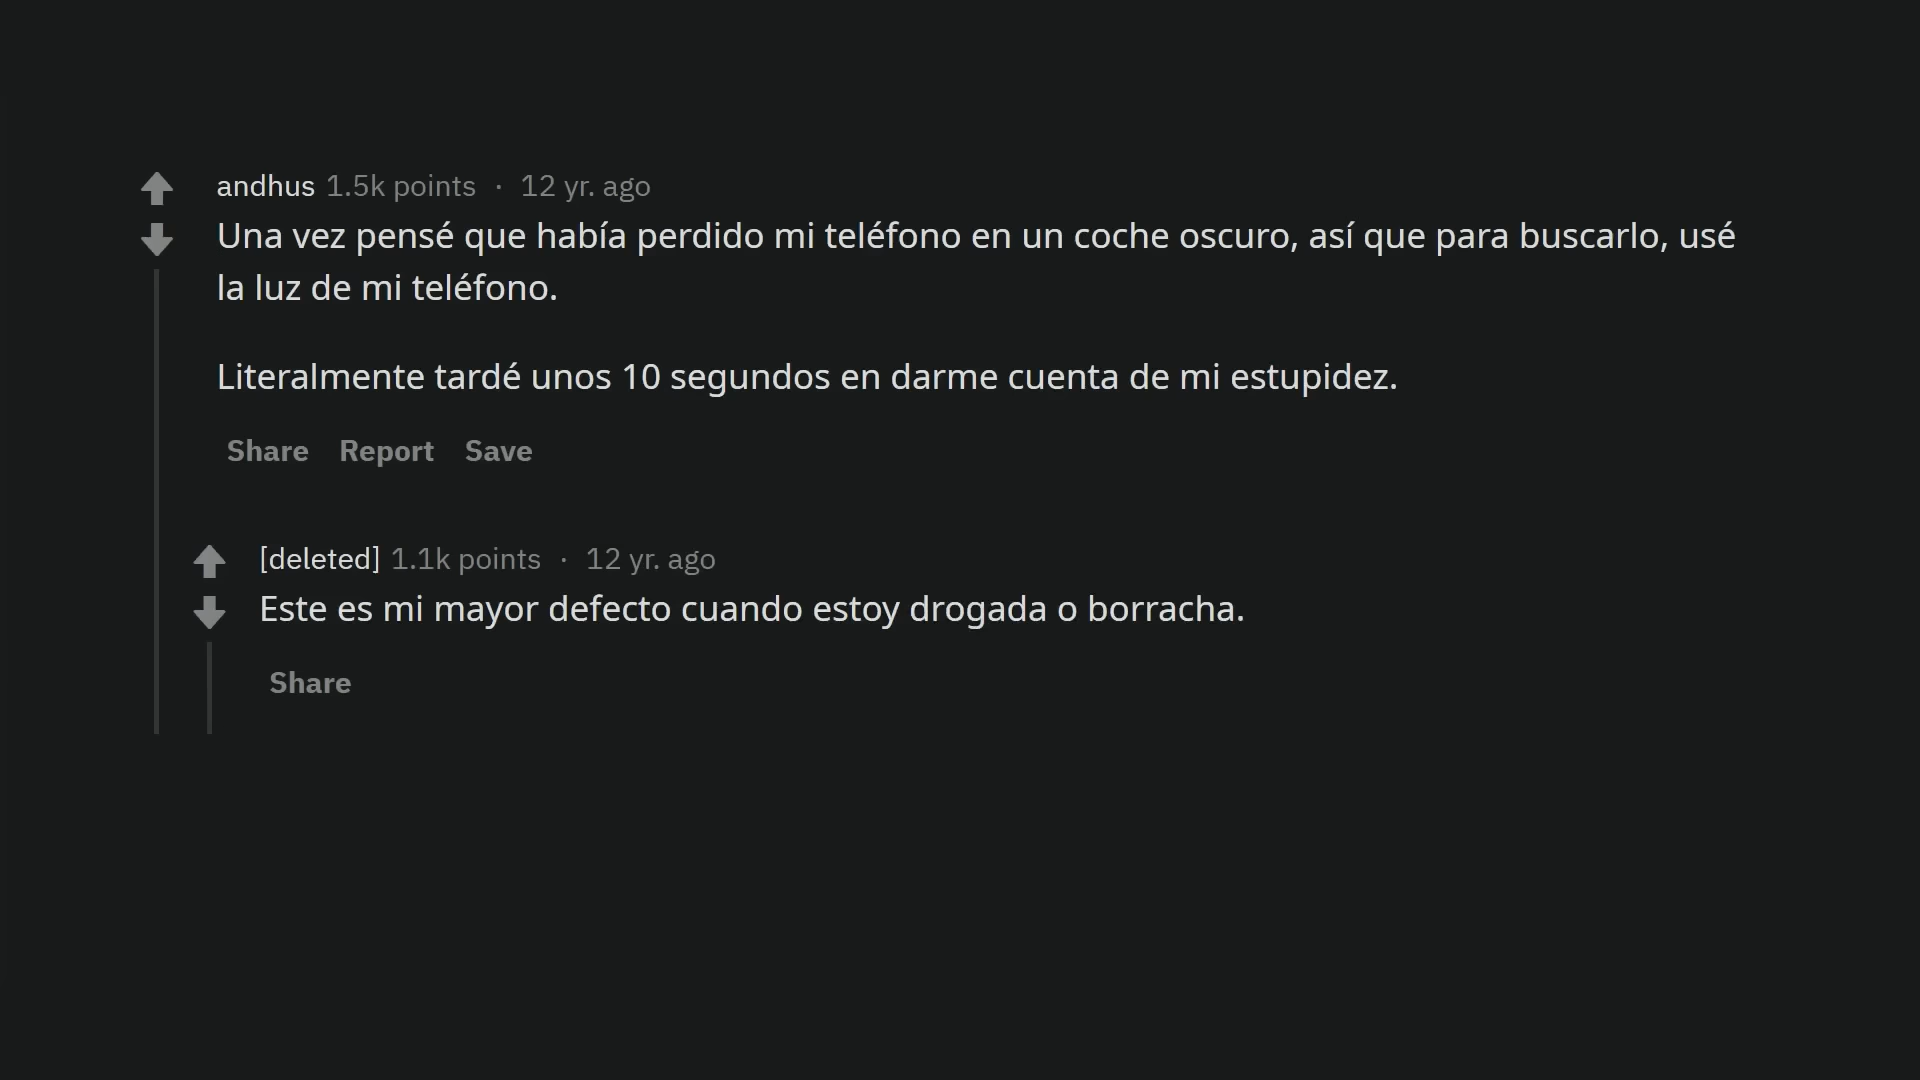 andhus 1.5k points · 12 yr. ago
Una vez pensé que había perdido mi teléfono en un coche oscuro, así que para buscarlo, usé
la luz de mi teléfono.
Literalmente tardé unos 10 segundos en darme cuenta de mi estupidez.
Share Report Save
[deleted] 1.1k points · 12 yr. ago
Este es mi mayor defecto cuando estoy drogada o borracha.
Share